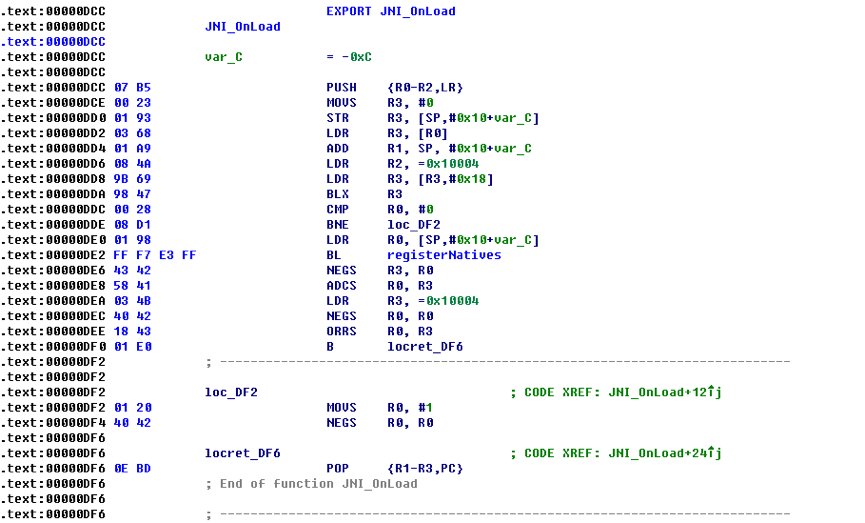 .text:00000DCC EXPORT JNI_OnLoad
.text:00000DCC JNI_OnLoad
.text:00000DCC
.text:00000DCC var_C = -0xC
.text:00000DCC
.text:00000DCC 07 B5 PUSH {R0-R2,LR}
.text:00000DCE 00 23 MOVS R3, #0
.text:00000DD0 01 93 STR R3, [SP,#0x10+var_C]
.text:00000DD2 03 68 LDR R3, [R0]
.text:00000DD4 01 A9 ADD R1, SP, #0x10+var_C
.text:00000DD6 08 4A LDR R2, =0x10004
.text:00000DD8 9B 69 LDR R3, [R3,#0x18]
.text:00000DDA 98 47 BLX R3
.text:00000DDC 00 28 CMP R0, #0
.text:00000DDE 08 D1 BNE loc_DF2
.text:00000DE0 01 98 LDR R0, [SP,#0x10+var_C]
.text:00000DE2 FF F7 E3 FF BL registerNatives
.text:00000DE6 43 42 NEGS R3, R0
.text:00000DE8 58 41 ADCS R0, R3
.text:00000DEA 03 4B LDR R3, =0x10004
.text:00000DEC 40 42 NEGS R0, R0
.text:00000DEE 18 43 ORRS R0, R3
.text:00000DF0 01 E0 B locret_DF6
.text:00000DF2 ; ---------------------------------------------------------------------------
.text:00000DF2
.text:00000DF2 loc_DF2 ; CODE XREF: JNI_OnLoad+12↑j
.text:00000DF2 01 20 MOVS R0, #1
.text:00000DF4 40 42 NEGS R0, R0
.text:00000DF6
.text:00000DF6 locret_DF6 ; CODE XREF: JNI_OnLoad+24↑j
.text:00000DF6 0E BD POP {R1-R3,PC}
.text:00000DF6 ; End of function JNI_OnLoad
.text:00000DF6
.text:00000DF6 ; ---------------------------------------------------------------------------